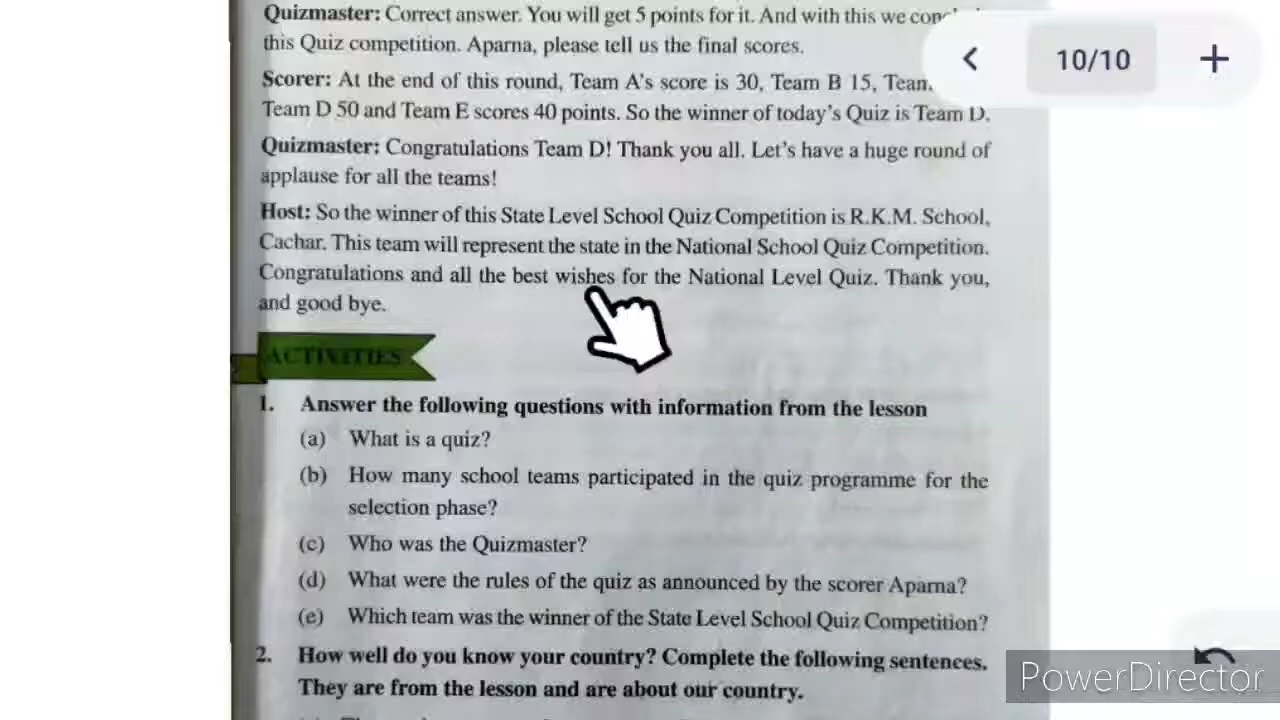 Quizmaster: Correct answer. You will get 5 points for it. And with this we
this Quiz competition. Aparna, please tell us the final scores.
10/10
Scorer: At the end of this round, Team A's score is 30, Team B 15,
Team D 50 and Team E scores 40 points. So the winner of today's Quiz is Team D.
Quizmaster: Congratulations Team D! Thank you all. Let's have a huge round of
applause for all the teams!
Host: So the winner of this State Level School Quiz Competition is R.K.M. School,
Cachar. This team will represent the state in the National School Quiz Competition.
Congratulations and all the best wishes for the National Level Quiz. Thank you,
and good bye.
ACTIVITIES
1. Answer the following questions with information from the lesson
(a) What is a quiz?
(b) How many school teams participated in the quiz programme for the
selection phase?
(c) Who was the Quizmaster?
(d) What were the rules of the quiz as announced by the scorer Aparna?
(e) Which team was the winner of the State Level School Quiz Competition?
2. How well do you know your country? Complete the following sentences.
They are from the lesson and are about our country.
PowerDirector